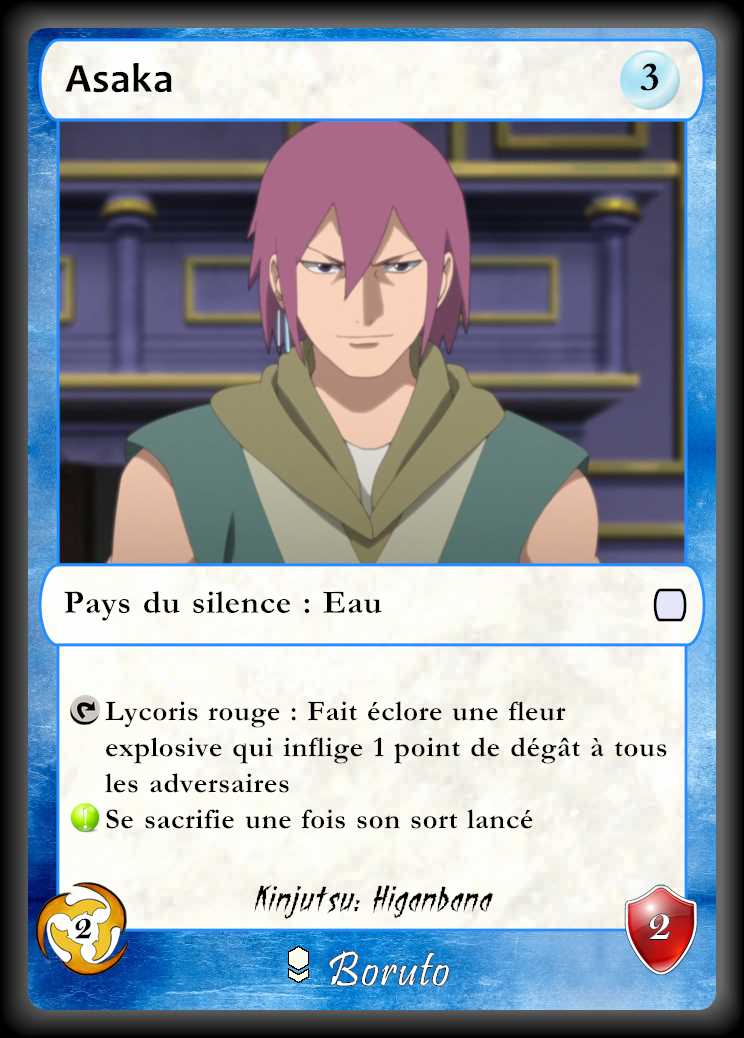 Asaka
3
Pays du silence : Eau
Lycoris rouge : Fait éclore une fleur
explosive qui inflige 1 point de dégât à tous
les adversaires
Se sacrifie une fois son sort lancé
Kinjutsu: Higanbana
2
2
Boruto